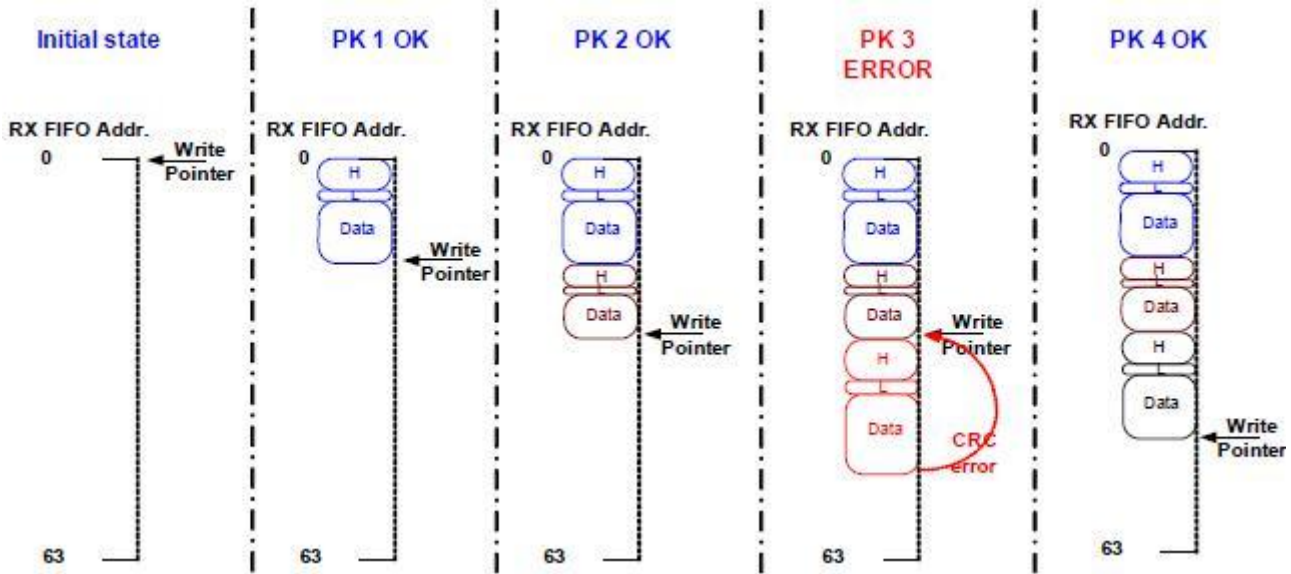 Initial state
RX FIFO Addr.
0
Write
Pointer
63
PK 1 OK
RX FIFO Addr.
0
H
L
Data
Write
Pointer
63
PK 2 OK
RX FIFO Addr.
0
H
L
Data
H
L
Data
Write
Pointer
63
PK 3
ERROR
RX FIFO Addr.
0
H
L
Data
H
L
Data
Write
Pointer
H
L
Data
CRC
error
63
PK 4 OK
RX FIFO Addr.
0
H
L
Data
H
L
Data
H
L
Data
Write
Pointer
63